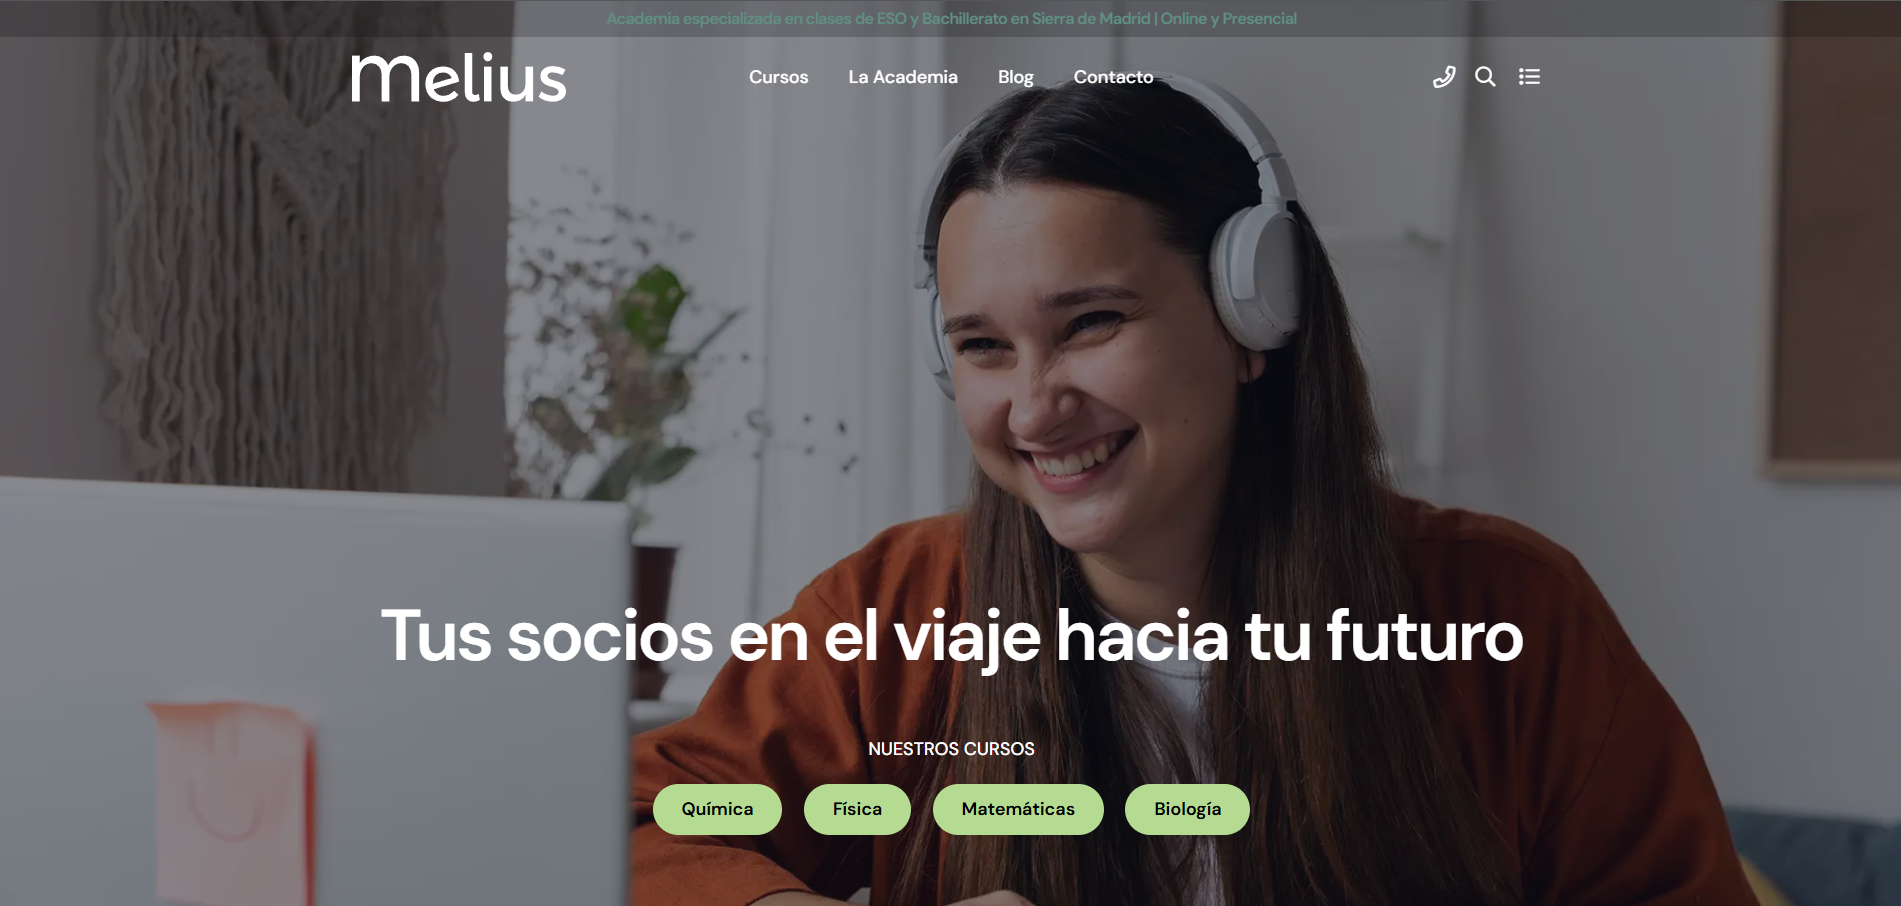 Academia especializada en clases de ESO y Bachillerato en Sierra de Madrid | Online y Presencial
melius
Cursos La Academia Blog Contacto
Tus socios en el viaje hacia tu futuro
NUESTROS CURSOS
Química Física Matemáticas Biología